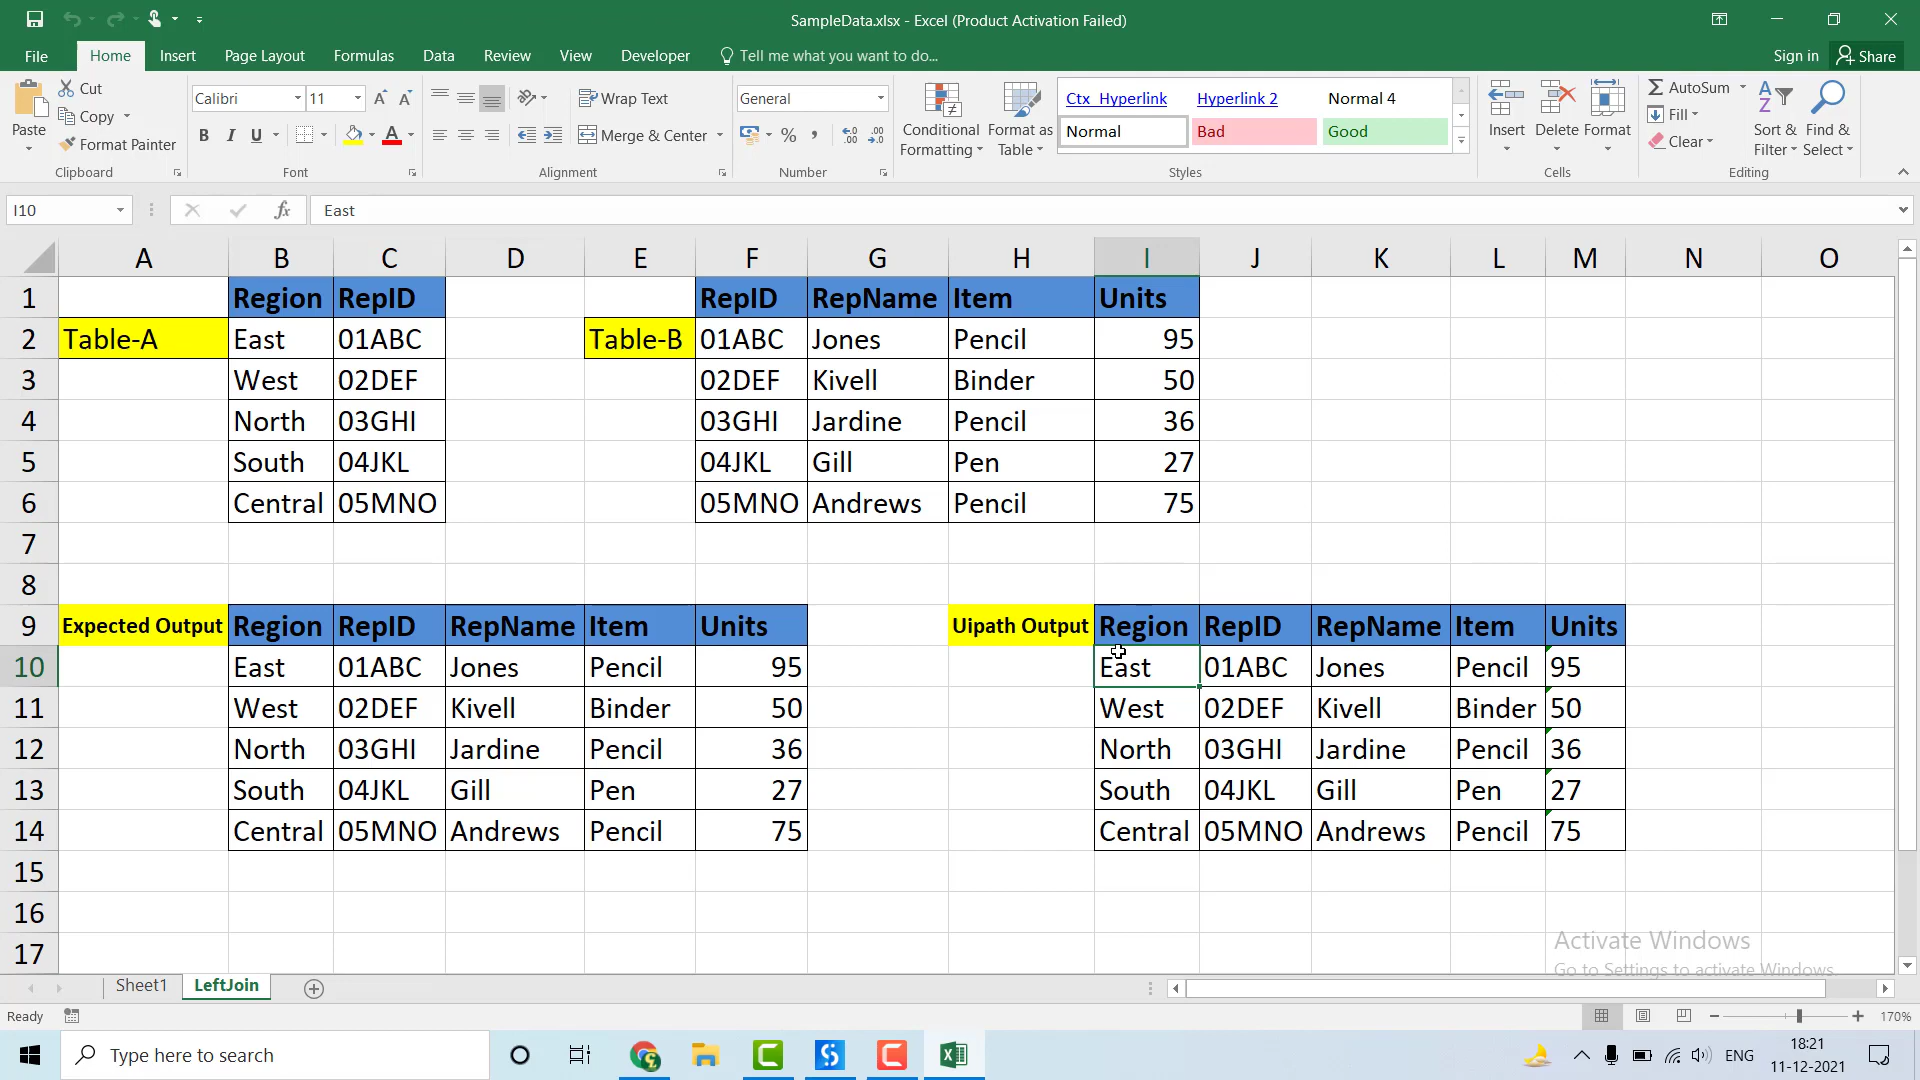 SampleData.xlsx - Excel (Product Activation Failed)
File Home Insert Page Layout Formulas Data Review View Developer Tell me what you want to do... Sign in Share
Paste Cut Copy Format Painter
Clipboard
Calibri 11
B I U A
Font
Wrap Text
Merge & Center
Alignment
General
%
Number
Conditional Formatting
Format as Table
Ctx_Hyperlink Hyperlink 2 Normal 4
Normal Bad Good
Styles
Insert Delete Format
Cells
AutoSum
Fill
Clear
Sort & Filter
Find & Select
Editing
I10 fx East
A B C D E F G H I J K L M N O
1 Region RepID RepID RepName Item Units
2 Table-A East 01ABC Table-B 01ABC Jones Pencil 95
3 West 02DEF 02DEF Kivell Binder 50
4 North 03GHI 03GHI Jardine Pencil 36
5 South 04JKL 04JKL Gill Pen 27
6 Central 05MNO 05MNO Andrews Pencil 75
7
8
9 Expected Output Region RepID RepName Item Units Uipath Output Region RepID RepName Item Units
10 East 01ABC Jones Pencil 95 East 01ABC Jones Pencil 95
11 West 02DEF Kivell Binder 50 West 02DEF Kivell Binder 50
12 North 03GHI Jardine Pencil 36 North 03GHI Jardine Pencil 36
13 South 04JKL Gill Pen 27 South 04JKL Gill Pen 27
14 Central 05MNO Andrews Pencil 75 Central 05MNO Andrews Pencil 75
15
16
17
Activate Windows
Go to Settings to activate Windows.
Sheet1 LeftJoin
Ready 170%
Type here to search
ENG
18:21
11-12-2021